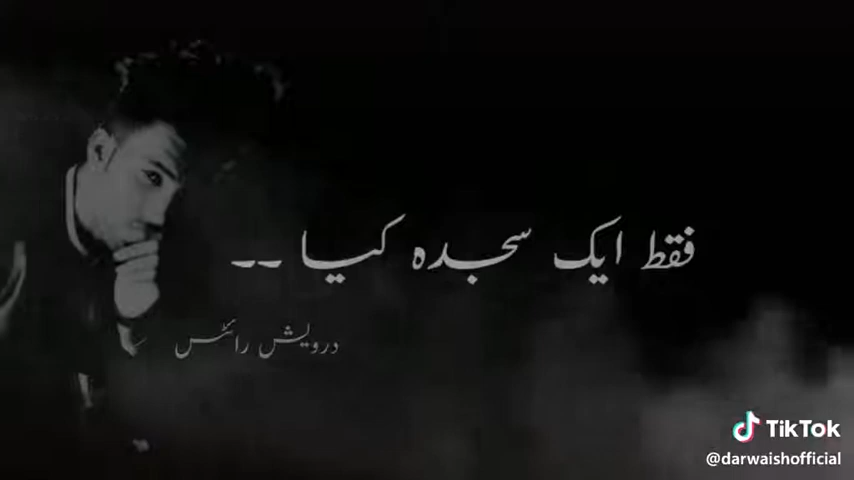 فقط ایک سجدہ کیا --
درویش رائٹس
TikTok
@darwaishofficial